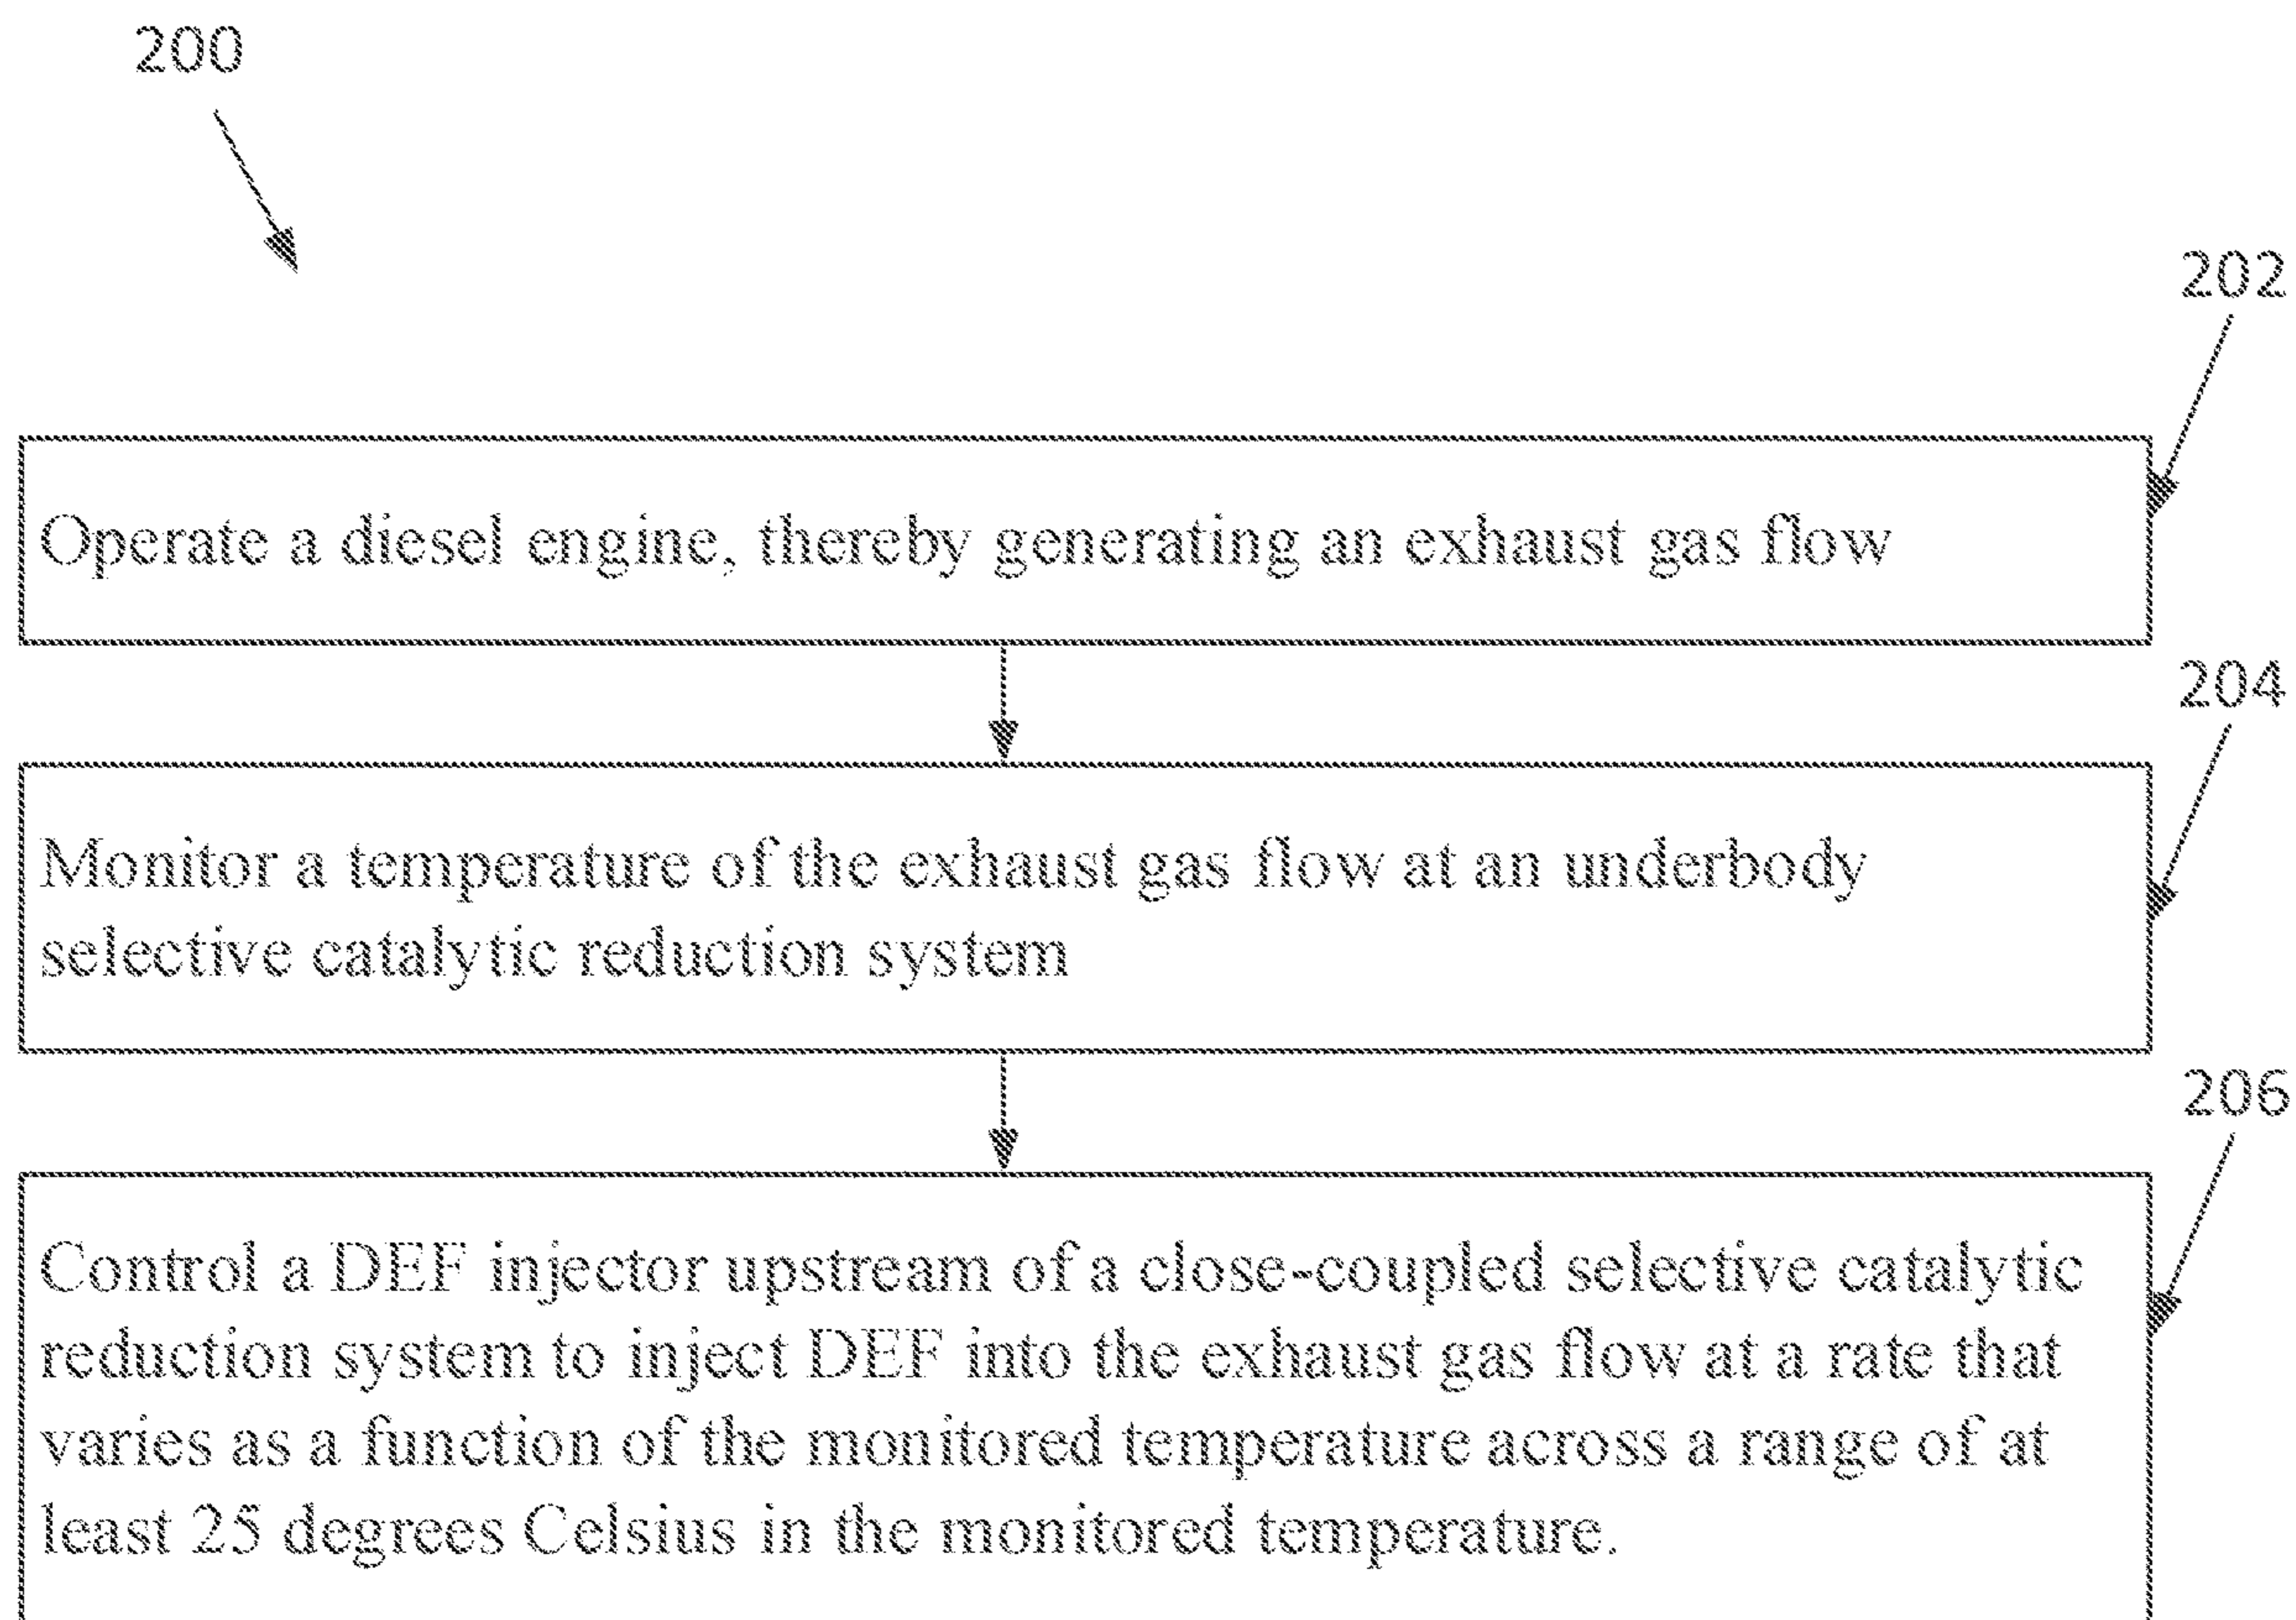 200
202
Operate a diesel engine, thereby generating an exhaust gas flow
204
Monitor a temperature of the exhaust gas flow at an underbody
selective catalytic reduction system
206
Control a DEF injector upstream of a close-coupled selective catalytic
reduction system to inject DEF into the exhaust gas flow at a rate that
varies as a function of the monitored temperature across a range of at
least 25 degrees Celsius in the monitored temperature.